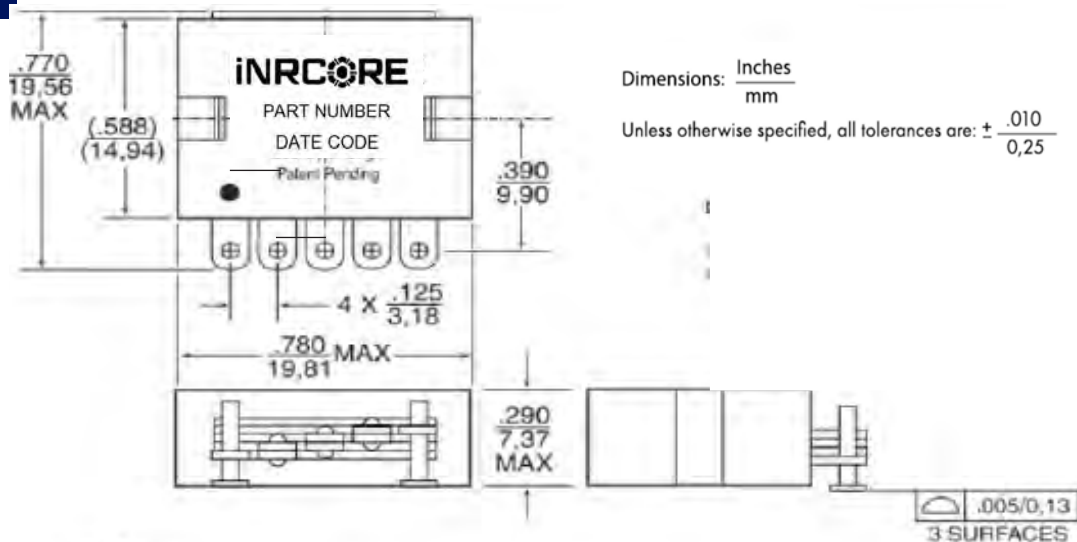 .770
19,56
MAX
(.588)
(14,94)
iNRCORE
PART NUMBER
DATE CODE
Patent Pending
.390
9,90
Dimensions: Inches
mm
Unless otherwise specified, all tolerances are: ± .010
0,25
4 X .125
3,18
.780 MAX
19,81
.290
7,37
MAX
.005/0,13
3 SURFACES